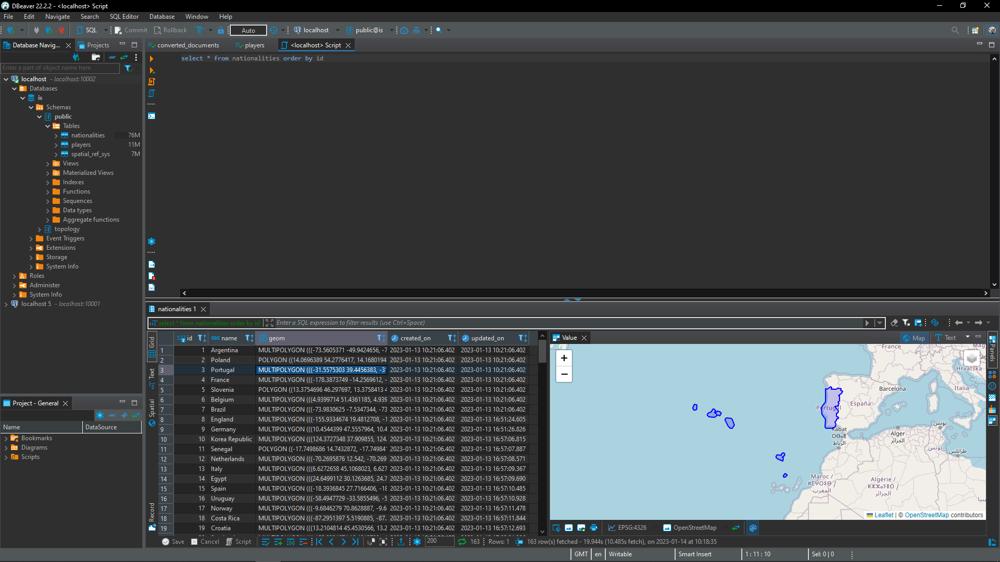 DBeaver 22.2.2 - <localhost> Script
File Edit Navigate Search SQL Editor Database Window Help
SQL Commit Rollback Auto localhost public@is
Database Navig... Projects
converted_documents players <localhost> Script
Enter a part of object name here
select * from nationalities order by id
localhost - localhost:10002
Databases
is
Schemas
public
Tables
nationalities 76M
players 11M
spatial_ref_sys 7M
Views
Materialized Views
Indexes
Functions
Sequences
Data types
Aggregate functions
topology
Event Triggers
Extensions
Storage
System Info
Roles
Administer
System Info
localhost 5 - localhost:10001
Project - General
Name DataSource
Bookmarks
Diagrams
Scripts
nationalities 1
select * from nationalities order by id Enter a SQL expression to filter results (use Ctrl+Space)
Grid
Text
Spatial
Record
id name geom created_on updated_on
1 1 Argentina MULTIPOLYGON (((-73.5605371 -49.9424656, -7 2023-01-13 10:21:06.402 2023-01-13 10:21:06.402
2 2 Poland POLYGON ((14.0696389 54.2776417, 14.1680194 2023-01-13 10:21:06.402 2023-01-13 10:21:06.402
3 3 Portugal MULTIPOLYGON (((-31.5575303 39.4456383, -31 2023-01-13 10:21:06.402 2023-01-13 10:21:06.402
4 4 France MULTIPOLYGON (((-178.3873749 -14.2569612, - 2023-01-13 10:21:06.402 2023-01-13 10:21:06.402
5 5 Slovenia POLYGON ((13.3754696 46.297697, 13.3758413 4 2023-01-13 10:21:06.402 2023-01-13 10:21:06.402
6 6 Belgium MULTIPOLYGON (((4.9399714 51.4361185, 4.939 2023-01-13 10:21:06.402 2023-01-13 10:21:06.402
7 7 Brazil MULTIPOLYGON (((-73.9830625 -7.5347344, -73 2023-01-13 10:21:06.402 2023-01-13 10:21:06.402
8 8 England MULTIPOLYGON (((-155.9334674 19.4812708, -1 2023-01-13 10:21:06.402 2023-01-13 16:51:24.605
9 9 Germany MULTIPOLYGON (((10.4544399 47.5557964, 10.4 2023-01-13 10:21:06.402 2023-01-13 16:51:26.826
10 10 Korea Republic MULTIPOLYGON (((124.3727348 37.909855, 124. 2023-01-13 10:21:06.402 2023-01-13 16:57:06.815
11 11 Senegal POLYGON ((-17.7498686 14.7432872, -17.74984 2023-01-13 10:21:06.402 2023-01-13 16:57:07.887
12 12 Netherlands MULTIPOLYGON (((-70.2695876 12.542, -70.269 2023-01-13 10:21:06.402 2023-01-13 16:57:08.571
13 13 Italy MULTIPOLYGON (((6.6272658 45.1068023, 6.627 2023-01-13 10:21:06.402 2023-01-13 16:57:09.367
14 14 Egypt MULTIPOLYGON (((24.6499112 30.1263685, 24.7 2023-01-13 10:21:06.402 2023-01-13 16:57:09.690
15 15 Spain MULTIPOLYGON (((-18.3936845 27.7166406, -18 2023-01-13 10:21:06.402 2023-01-13 16:57:10.485
16 16 Uruguay MULTIPOLYGON (((-58.4947529 -33.5855496, -5 2023-01-13 10:21:06.402 2023-01-13 16:57:10.928
17 17 Norway MULTIPOLYGON (((-9.6846279 70.8628887, -9.6 2023-01-13 10:21:06.402 2023-01-13 16:57:11.478
18 18 Costa Rica MULTIPOLYGON (((-87.2951397 5.5190885, -87. 2023-01-13 10:21:06.402 2023-01-13 16:57:11.844
19 19 Croatia MULTIPOLYGON (((13.2104814 45.4530566, 13.2 2023-01-13 10:21:06.402 2023-01-13 16:57:12.693
Value Map Text
Panels
+
−
France
Hrvatska
Barcelona
Italia
España
Portugal
Rabat
ⵔⴱⴰⵟ
الرباط
Alger
الجزائر
تونس
تونس
طرابلس
Maroc /
ⵍⵎⵖⵔⵉⴱ /
المغرب
Algérie /
ⵍⵣⵣⴰⵢⴻⵔ /
الجزائر
ليبيا
Leaflet | © OpenStreetMap contributors
EPSG:4326 OpenStreetMap
Save Cancel Script 200 163 Rows: 1 163 row(s) fetched - 19.944s (10.485s fetch), on 2023-01-14 at 10:18:35
GMT en Writable Smart Insert 1 : 11 : 10 Sel: 0 | 0